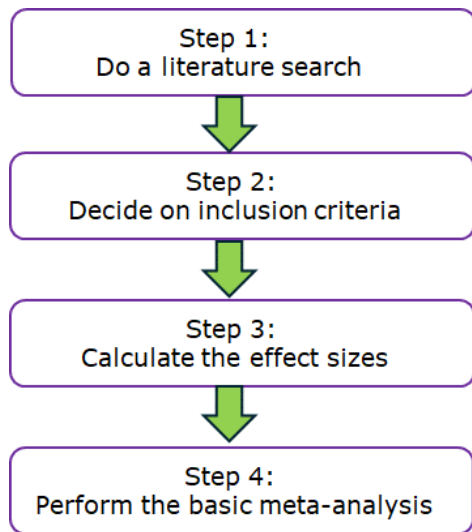 Step 1:
Do a literature search
Step 2:
Decide on inclusion criteria
Step 3:
Calculate the effect sizes
Step 4:
Perform the basic meta-analysis